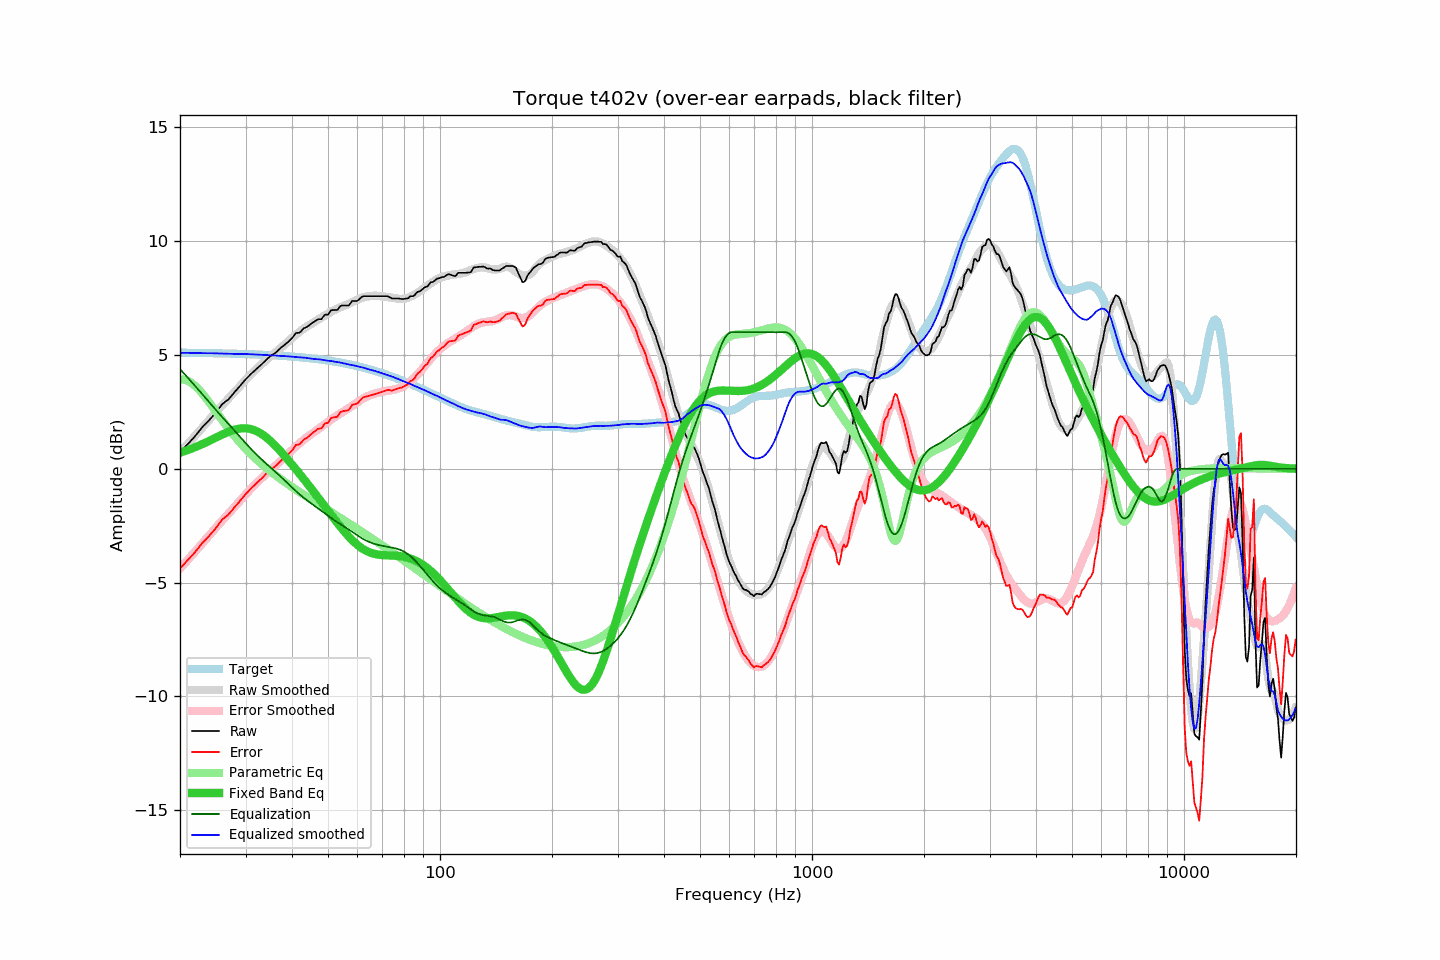 Torque t402v (over-ear earpads, black filter)
15
10
5
0
−5
−10
−15
Amplitude (dBr)
Target
Raw Smoothed
Error Smoothed
Raw
Error
Parametric Eq
Fixed Band Eq
Equalization
Equalized smoothed
100
1000
10000
Frequency (Hz)